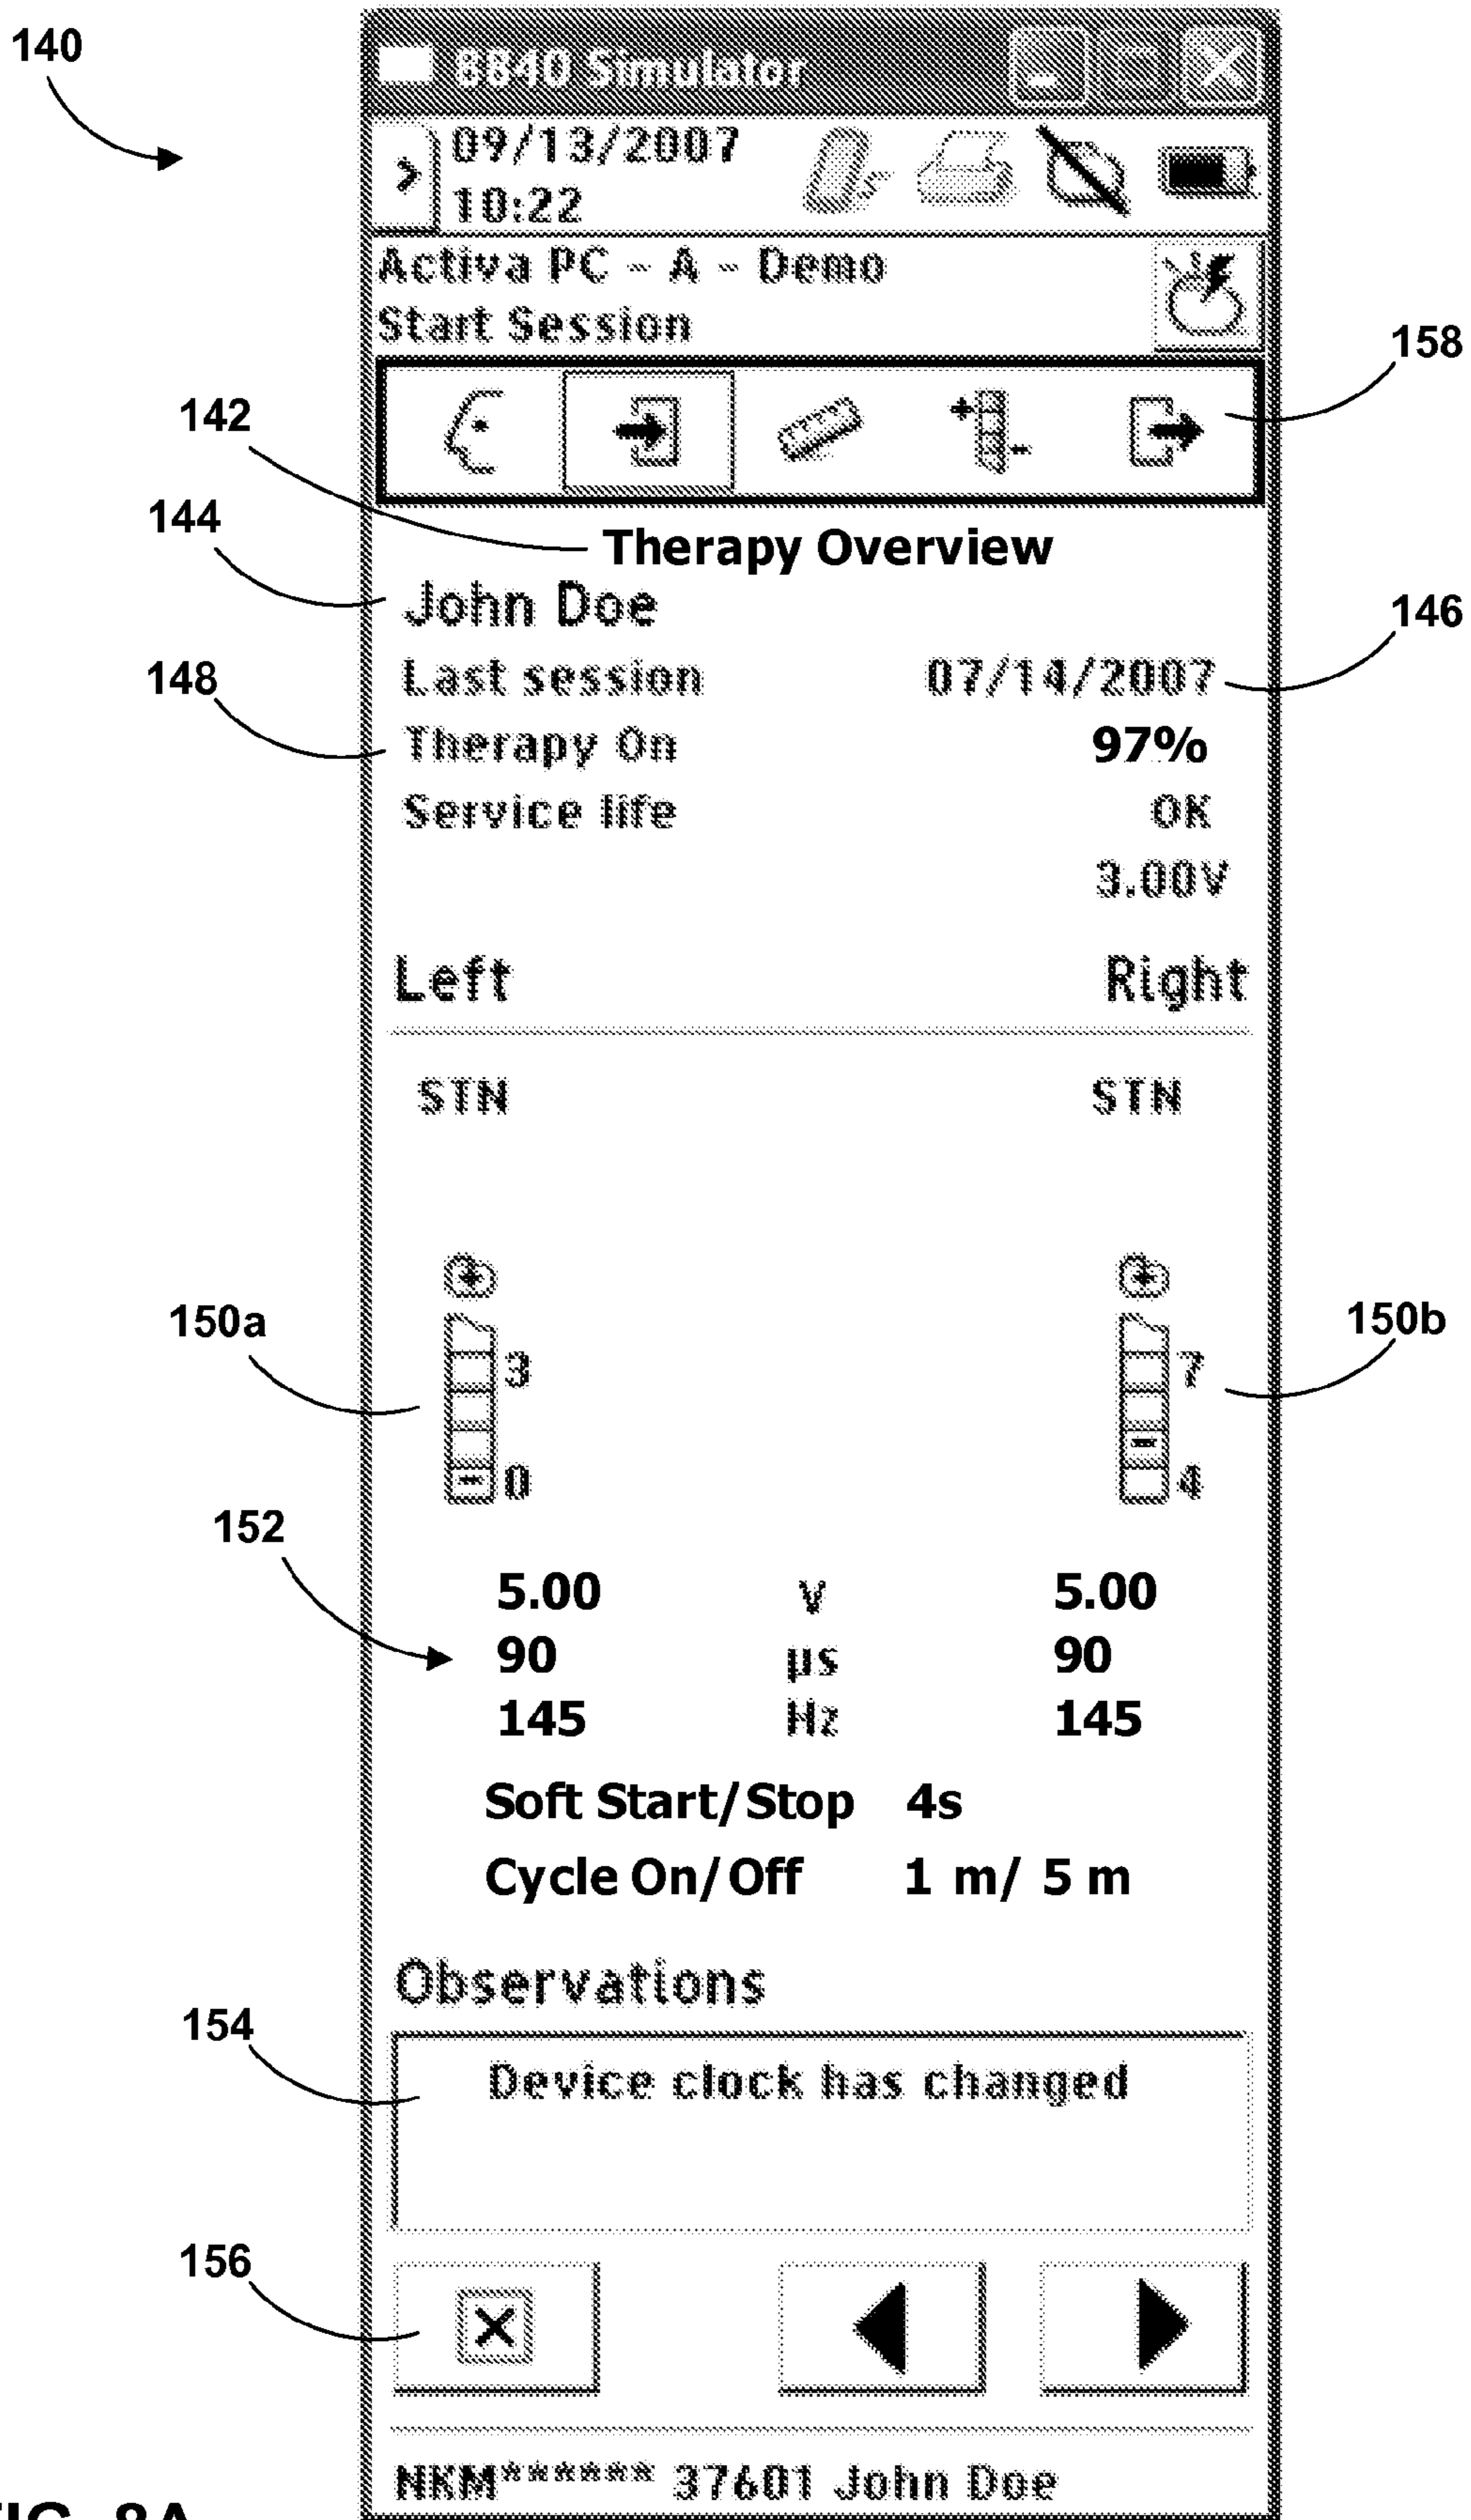 140
8840 Simulator
> 09/13/2007
10:22
Activa PC - A - Demo
Start Session
158
142
144
Therapy Overview
John Doe
146
148
Last session 07/14/2007
Therapy On 97%
Service life OK
3.00V
Left Right
STN STN
150a
150b
3 7
0 4
152
5.00 V 5.00
90 µs 90
145 Hz 145
Soft Start/Stop 4s
Cycle On/Off 1 m/ 5 m
Observations
154
Device clock has changed
156
NKM****** 37601 John Doe
FIG. 8A